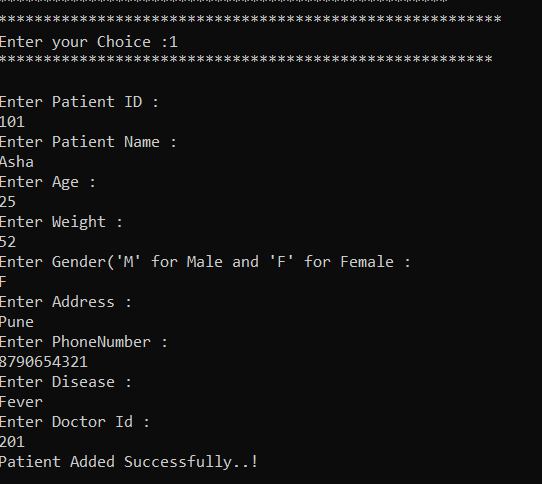 **************************************************
********************************************************
Enter your Choice :1
*******************************************************
Enter Patient ID :
101
Enter Patient Name :
Asha
Enter Age :
25
Enter Weight :
52
Enter Gender('M' for Male and 'F' for Female :
F
Enter Address :
Pune
Enter PhoneNumber :
8790654321
Enter Disease :
Fever
Enter Doctor Id :
201
Patient Added Successfully..!